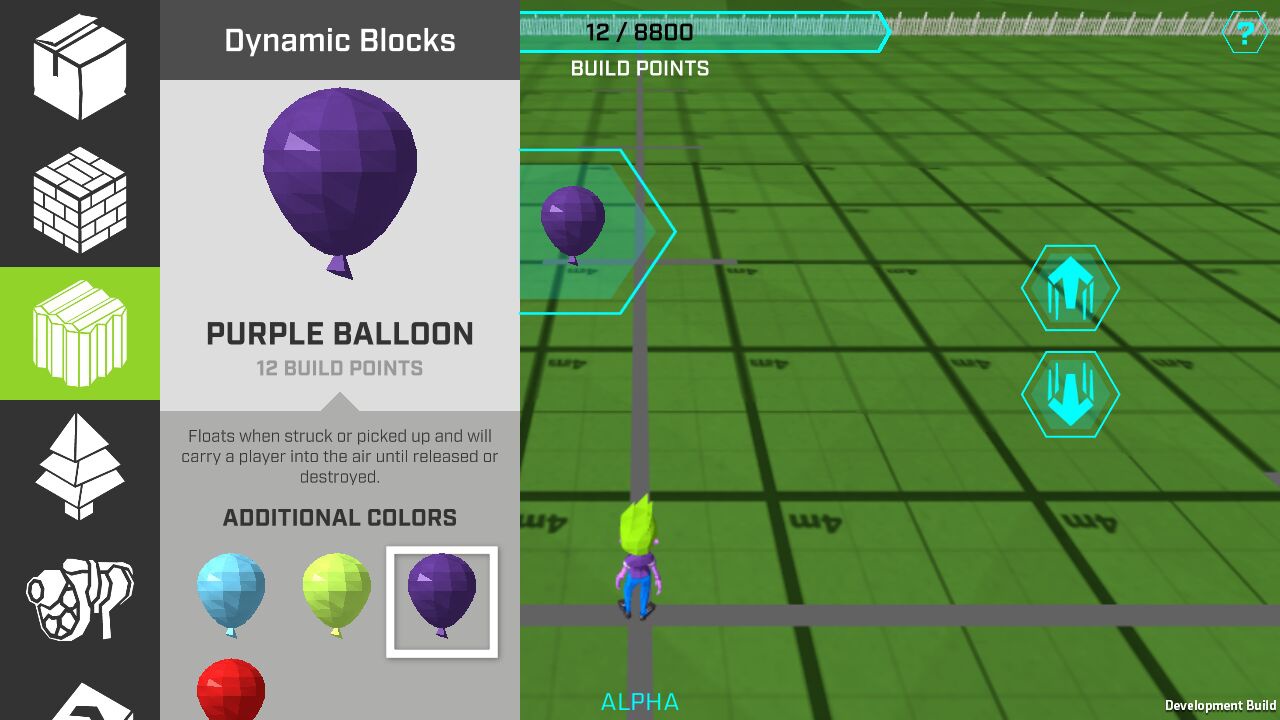 Dynamic Blocks
PURPLE BALLOON
12 BUILD POINTS
Floats when struck or picked up and will
carry a player into the air until released or
destroyed.
ADDITIONAL COLORS
12 / 8800
BUILD POINTS
?
4m
4m
4m
4m
4m
4m
4m
ALPHA
Development Build